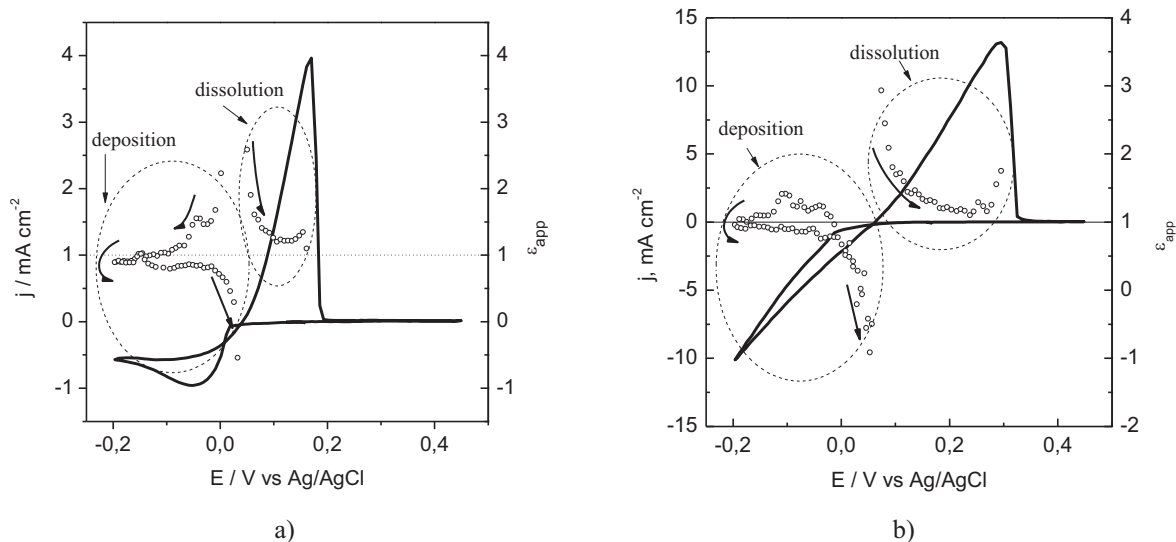 4
3
2
1
0
-1
j / mA cm-2
dissolution
deposition
4
3
2
1
0
-1
εapp
-0,2 0,0 0,2 0,4
E / V vs Ag/AgCl
a)
15
10
5
0
-5
-10
-15
j, mA cm-2
dissolution
deposition
4
3
2
1
0
-1
-2
εapp
-0,2 0,0 0,2 0,4
E / V vs Ag/AgCl
b)